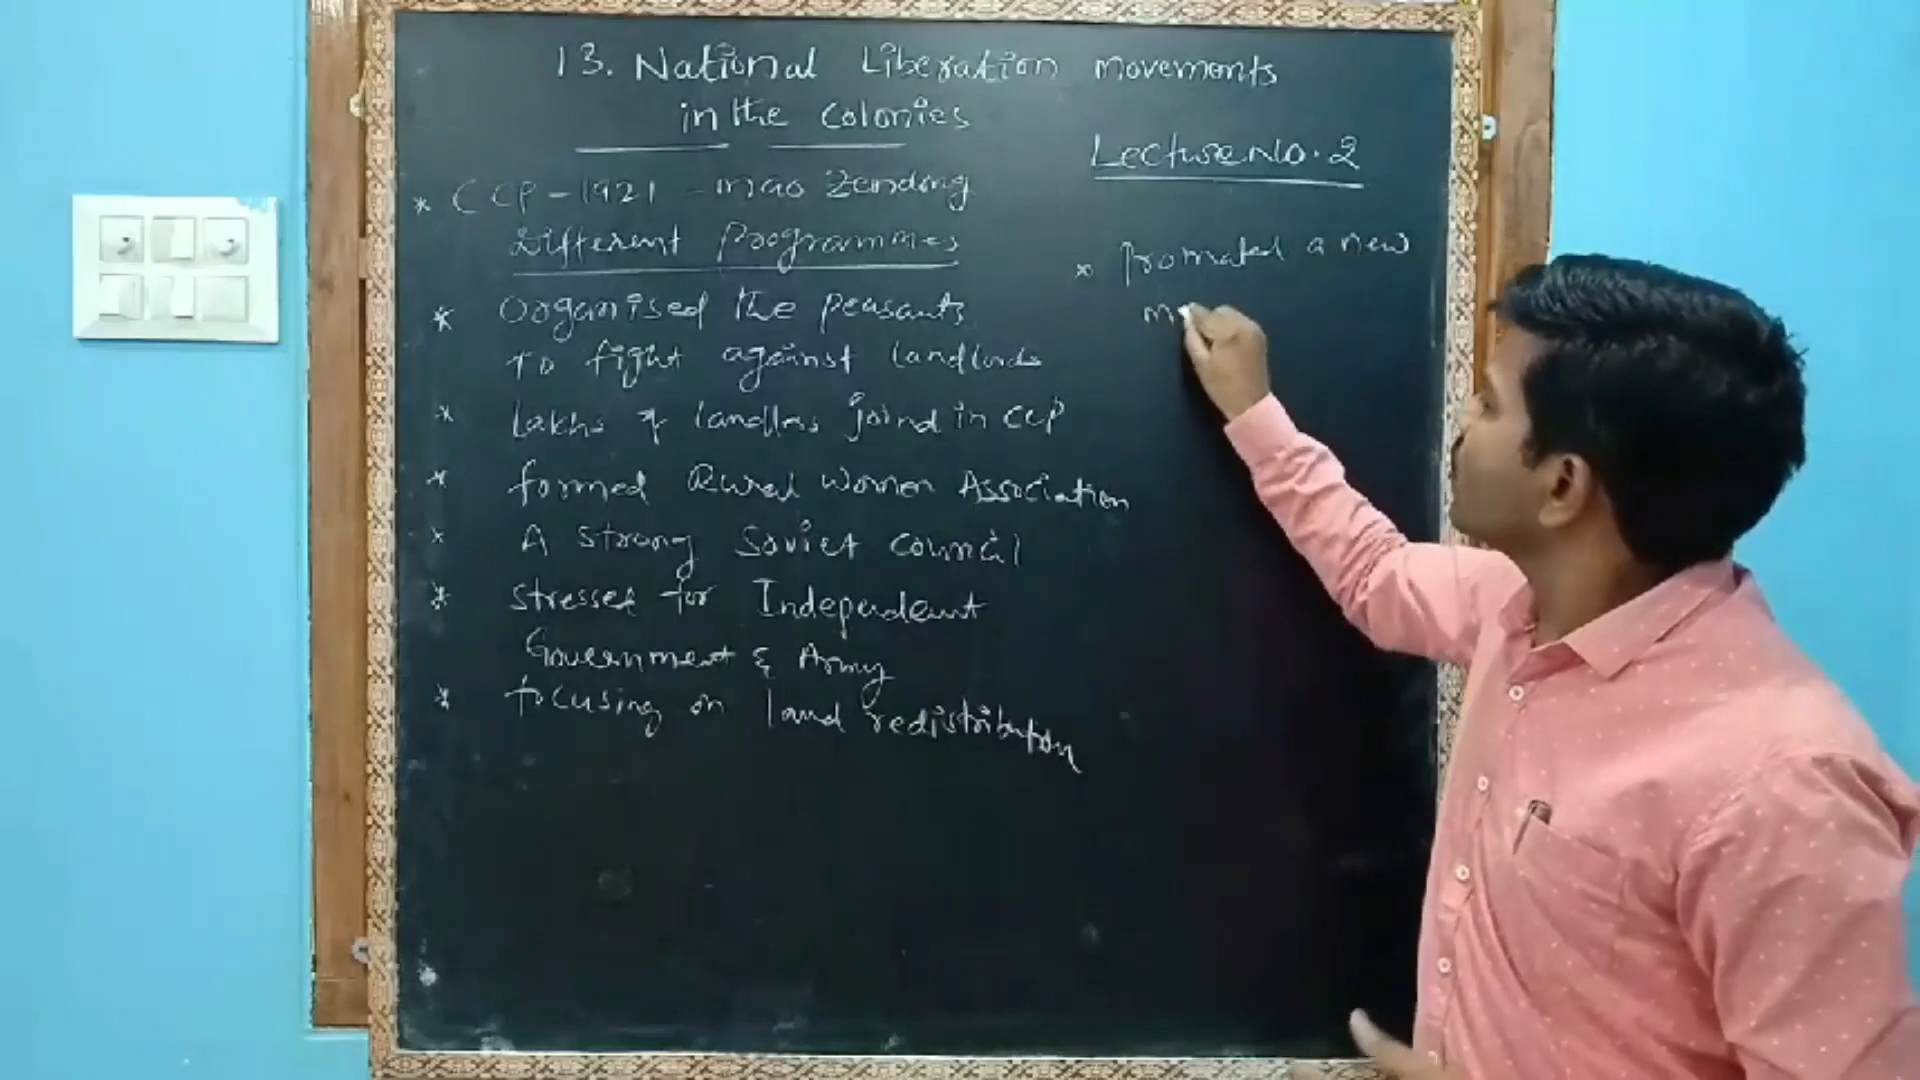 13. National Liberation movements
in the colonies
Lecture No. 2
* CCP - 1921 - Mao Zendong
Different Programmes
* Organised the peasants
to fight against landlords
* Lakhs of landless joind in CCP
* formed Rural Women Association
* A strong Soviet council
* stresses for Independent
Government & Army
* focusing on land redistribution
* Promated a new
m